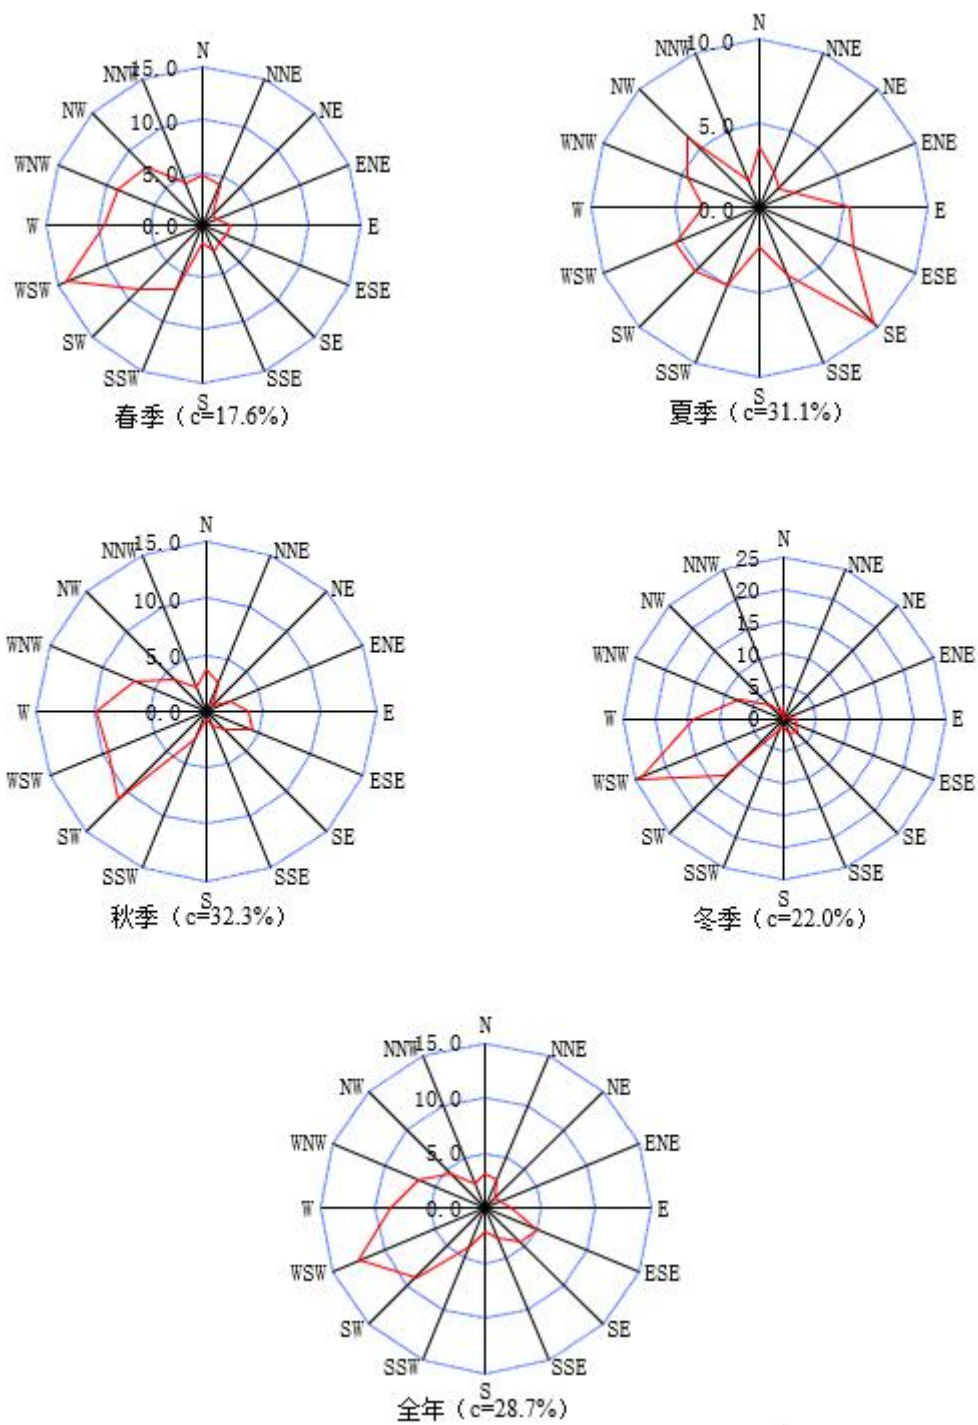 N
NNW 15.0 NNE
NW 10.0 NE
WNW 5.0 ENE
W 0.0 E
WSW ESE
SW SE
SSW SSE
S
春季（c=17.6%）
N
NNW 10.0 NNE
NW NE
WNW 5.0 ENE
W 0.0 E
WSW ESE
SW SE
SSW SSE
S
夏季（c=31.1%）
N
NNW 15.0 NNE
NW 10.0 NE
WNW 5.0 ENE
W 0.0 E
WSW ESE
SW SE
SSW SSE
S
秋季（c=32.3%）
N
NNW 25 NNE
NW 20 NE
15
WNW 10 ENE
5
W 0 E
WSW ESE
SW SE
SSW SSE
S
冬季（c=22.0%）
N
NNW 15.0 NNE
NW 10.0 NE
WNW 5.0 ENE
W 0.0 E
WSW ESE
SW SE
SSW SSE
S
全年（c=28.7%）